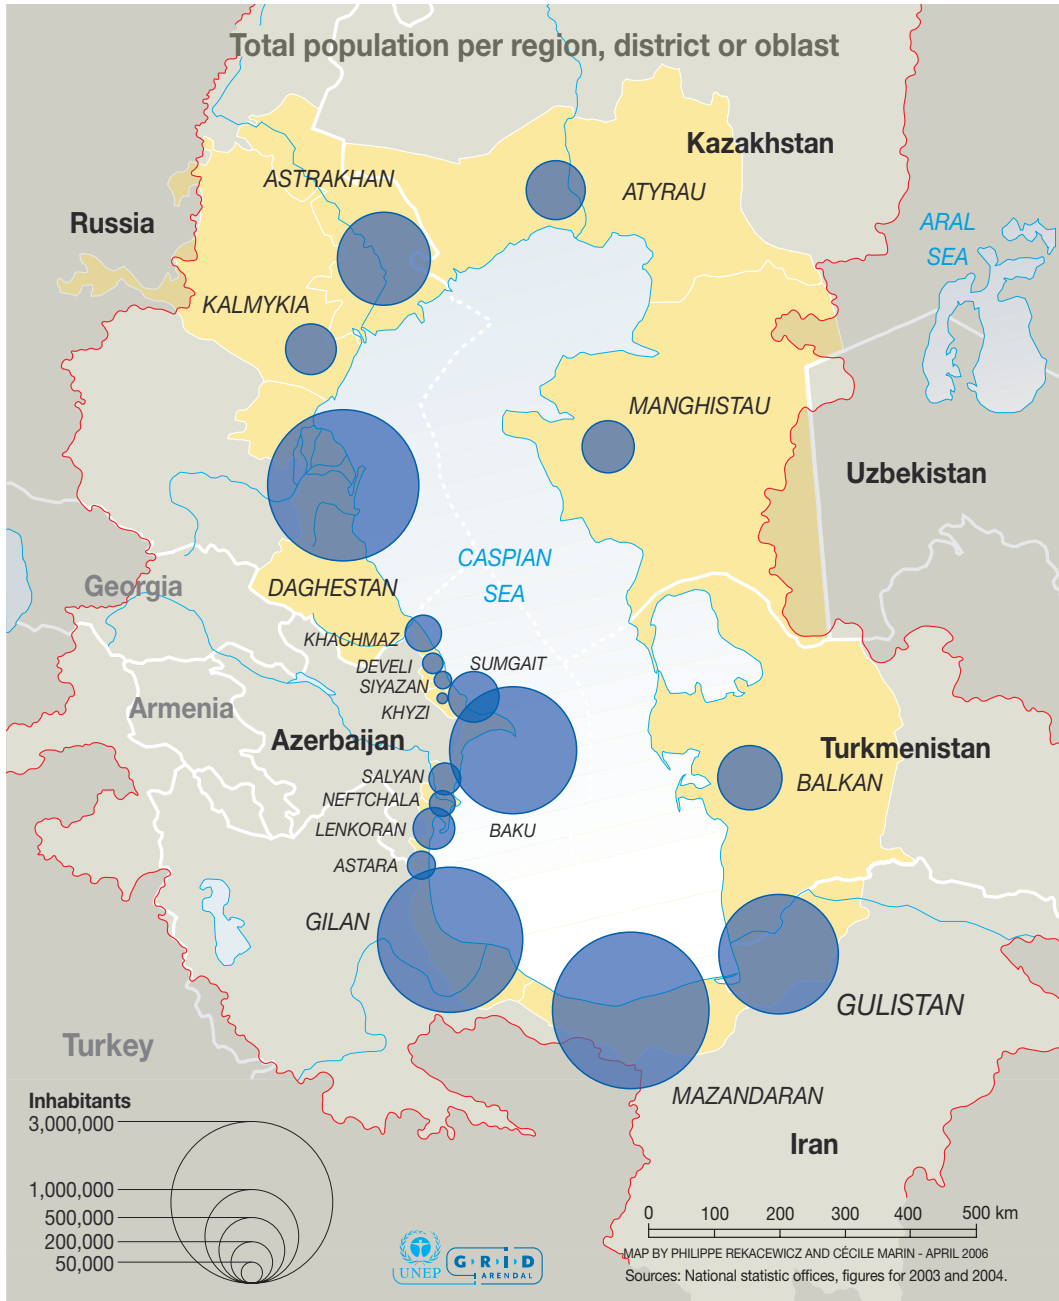 Total population per region, district or oblast
Kazakhstan
ASTRAKHAN
ATYRAU
Russia
ARAL
SEA
KALMYKIA
MANGHISTAU
Uzbekistan
CASPIAN
SEA
Georgia
DAGHESTAN
KHACHMAZ
DEVELI
SUMGAIT
SIYAZAN
KHYZI
Armenia
Azerbaijan
Turkmenistan
SALYAN
BALKAN
NEFTCHALA
LENKORAN
BAKU
ASTARA
GILAN
GULISTAN
Turkey
MAZANDARAN
Iran
Inhabitants
3,000,000
1,000,000
500,000
200,000
50,000
0 100 200 300 400 500 km
UNEP
G R I D
ARENDAL
MAP BY PHILIPPE REKACEWICZ AND CÉCILE MARIN - APRIL 2006
Sources: National statistic offices, figures for 2003 and 2004.